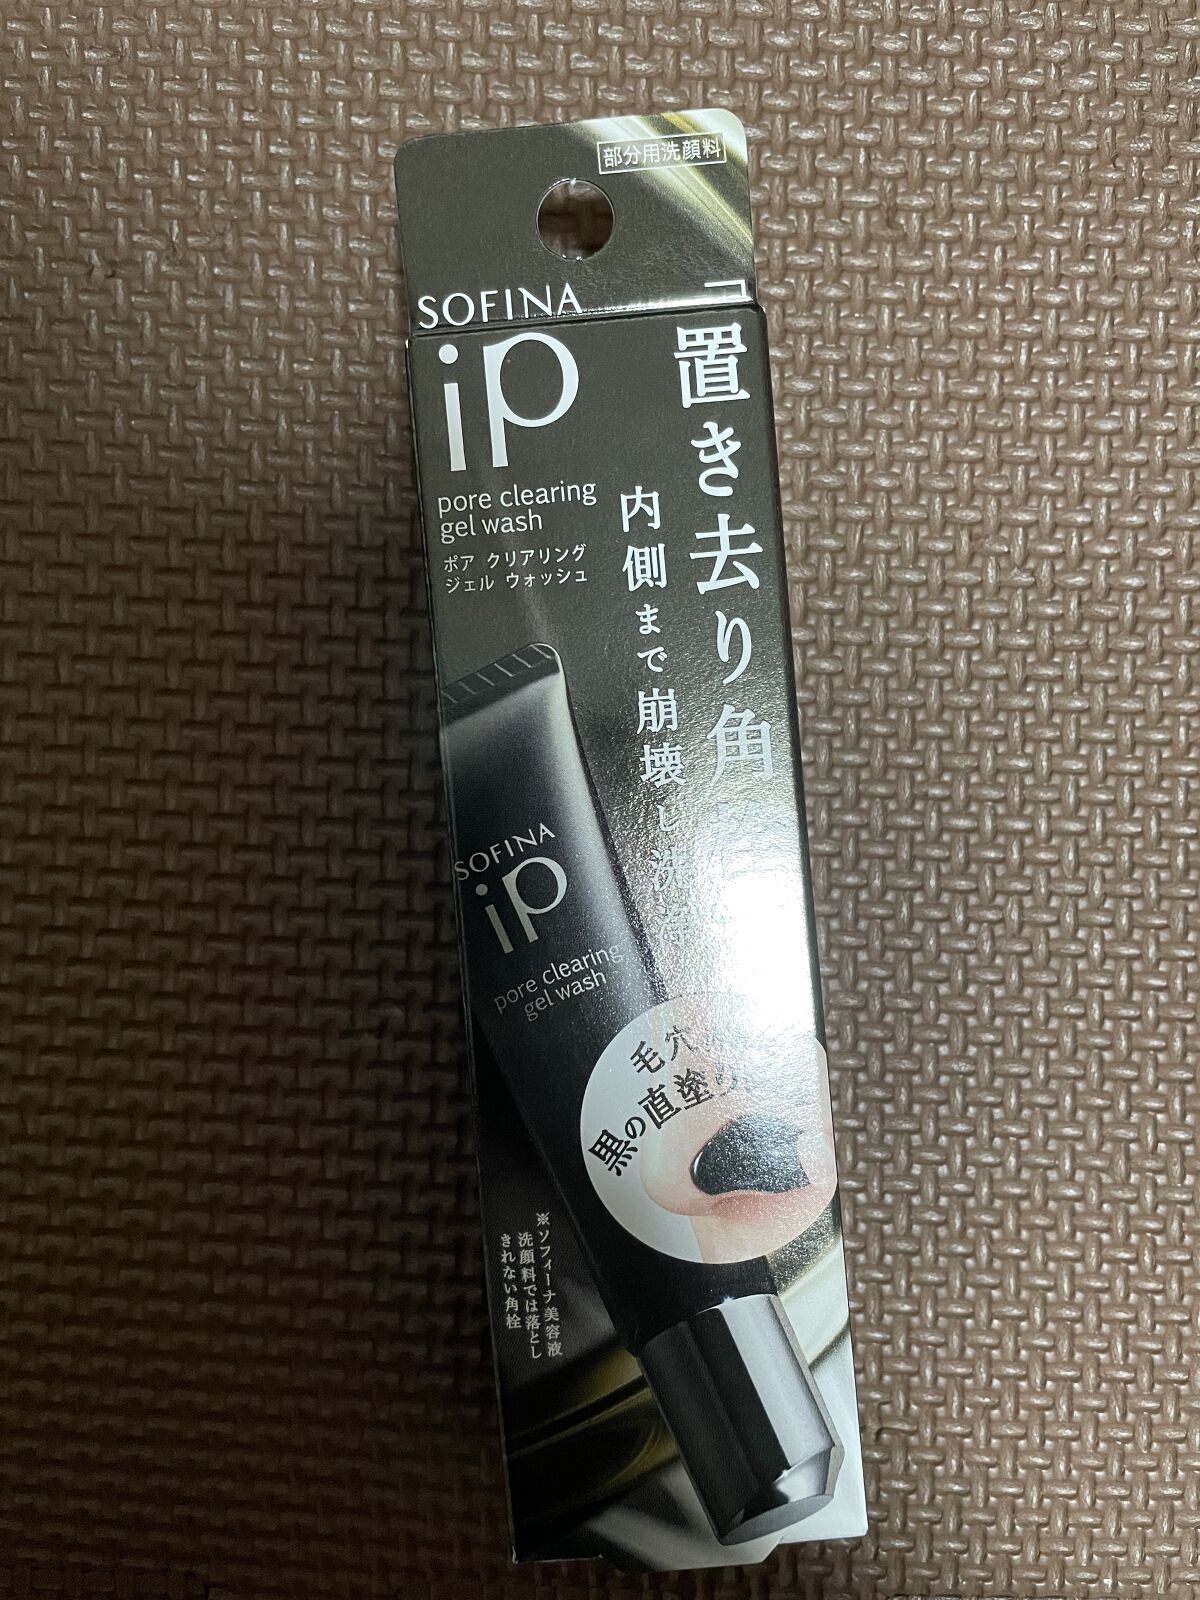 部分用洗顔料
SOFINA
ip
pore clearing
gel wash
ポア クリアリング
ジェル ウォッシュ
「置き去り角
内側まで崩壊し洗浄
SOFINA
ip
pore clearing
gel wash
毛穴
黒の直塗り
※ソフィーナ美容液
洗顔料では落とし
きれない角栓